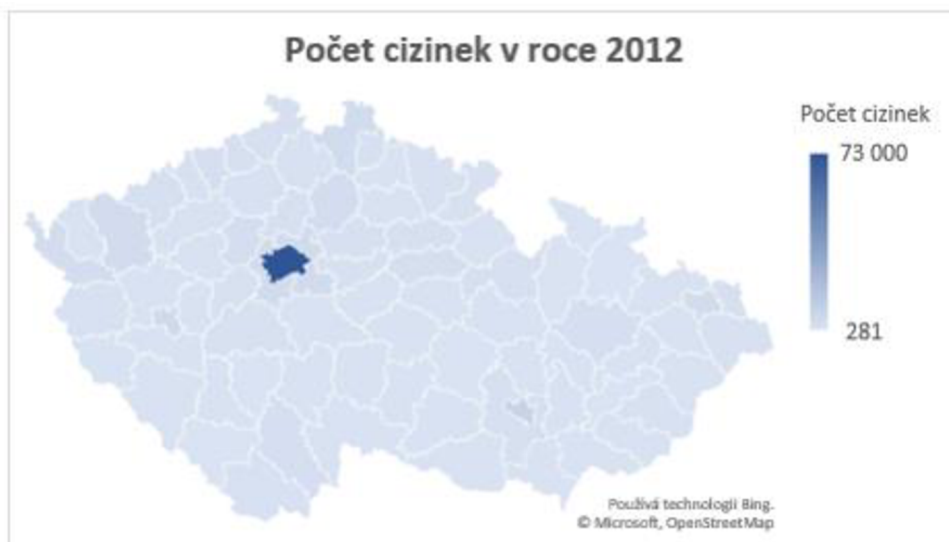 Počet cizinek v roce 2012
Počet cizinek
73 000
281
Používá technologii Bing.
© Microsoft, OpenStreetMap